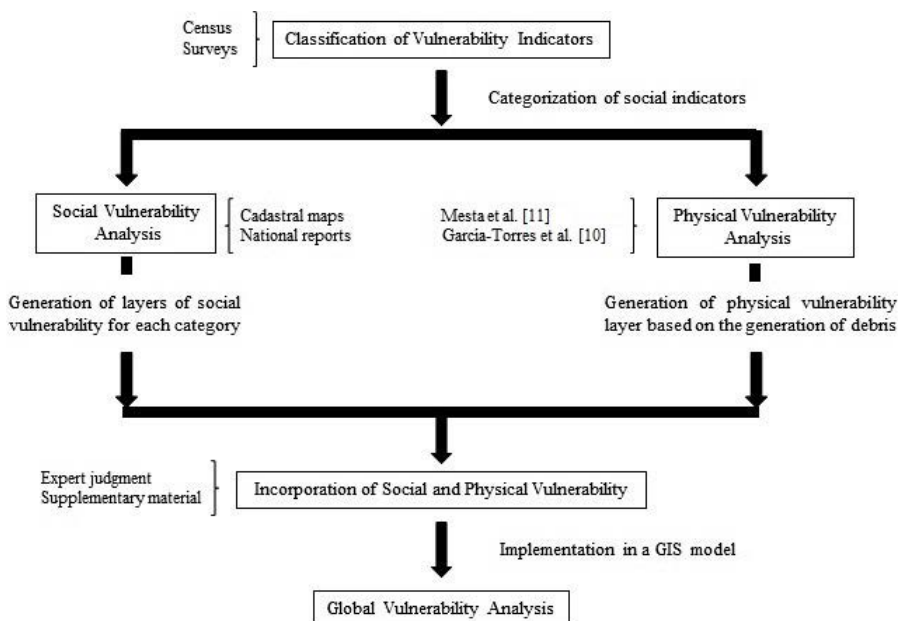 Census
Surveys
Classification of Vulnerability Indicators
Categorization of social indicators
Social Vulnerability
Analysis
Cadastral maps
National reports
Mesta et al. [11]
Garcia-Torres et al. [10]
Physical Vulnerability
Analysis
Generation of layers of social
vulnerability for each category
Generation of physical vulnerability
layer based on the generation of debris
Expert judgment
Supplementary material
Incorporation of Social and Physical Vulnerability
Implementation in a GIS model
Global Vulnerability Analysis